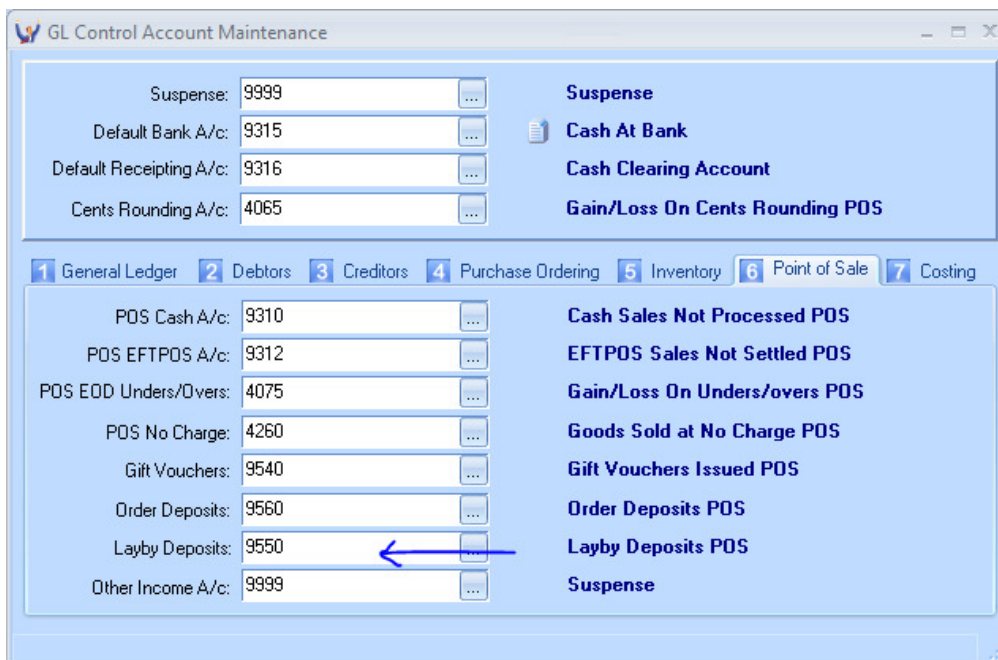 GL Control Account Maintenance
Suspense: 9999 ... Suspense
Default Bank A/c: 9315 ... Cash At Bank
Default Receipting A/c: 9316 ... Cash Clearing Account
Cents Rounding A/c: 4065 ... Gain/Loss On Cents Rounding POS
1 General Ledger 2 Debtors 3 Creditors 4 Purchase Ordering 5 Inventory 6 Point of Sale 7 Costing
POS Cash A/c: 9310 ... Cash Sales Not Processed POS
POS EFTPOS A/c: 9312 ... EFTPOS Sales Not Settled POS
POS EOD Unders/Overs: 4075 ... Gain/Loss On Unders/overs POS
POS No Charge: 4260 ... Goods Sold at No Charge POS
Gift Vouchers: 9540 ... Gift Vouchers Issued POS
Order Deposits: 9560 ... Order Deposits POS
Layby Deposits: 9550 ... Layby Deposits POS
Other Income A/c: 9999 ... Suspense